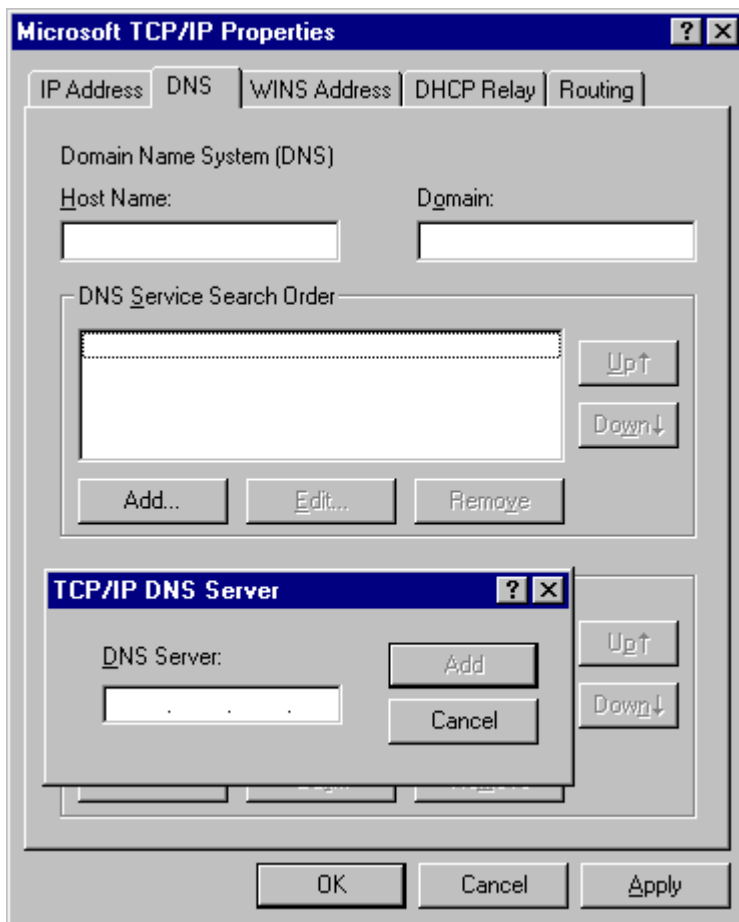 Microsoft TCP/IP Properties
IP Address DNS WINS Address DHCP Relay Routing
Domain Name System (DNS)
Host Name: Domain:
DNS Service Search Order
Up↑
Down↓
Add... Edit... Remove
TCP/IP DNS Server
DNS Server:
Add
. . .
Cancel
Up↑
Down↓
OK Cancel Apply